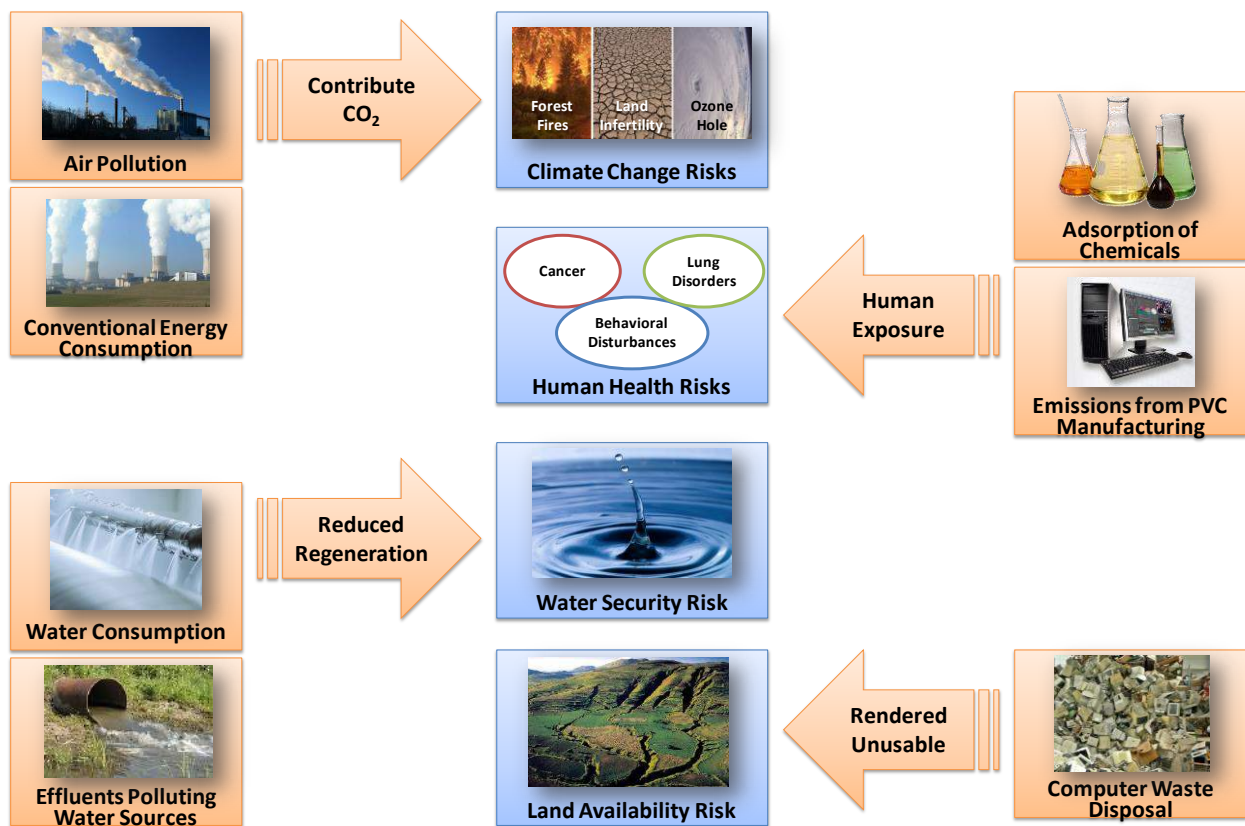 Air Pollution
Conventional Energy
Consumption
Contribute
CO₂
Forest
Fires
Land
Infertility
Ozone
Hole
Climate Change Risks
Cancer
Lung
Disorders
Behavioral
Disturbances
Human Health Risks
Human
Exposure
Adsorption of
Chemicals
Emissions from PVC
Manufacturing
Water Consumption
Effluents Polluting
Water Sources
Reduced
Regeneration
Water Security Risk
Land Availability Risk
Rendered
Unusable
Computer Waste
Disposal